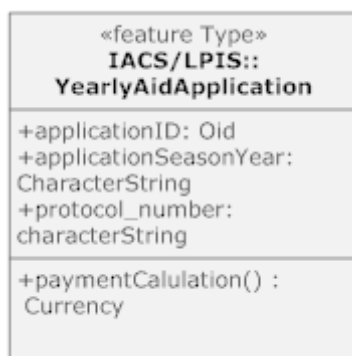 «feature Type»
IACS/LPIS::
YearlyAidApplication
+applicationID: Oid
+applicationSeasonYear:
CharacterString
+protocol_number:
characterString
+paymentCalulation() :
Currency